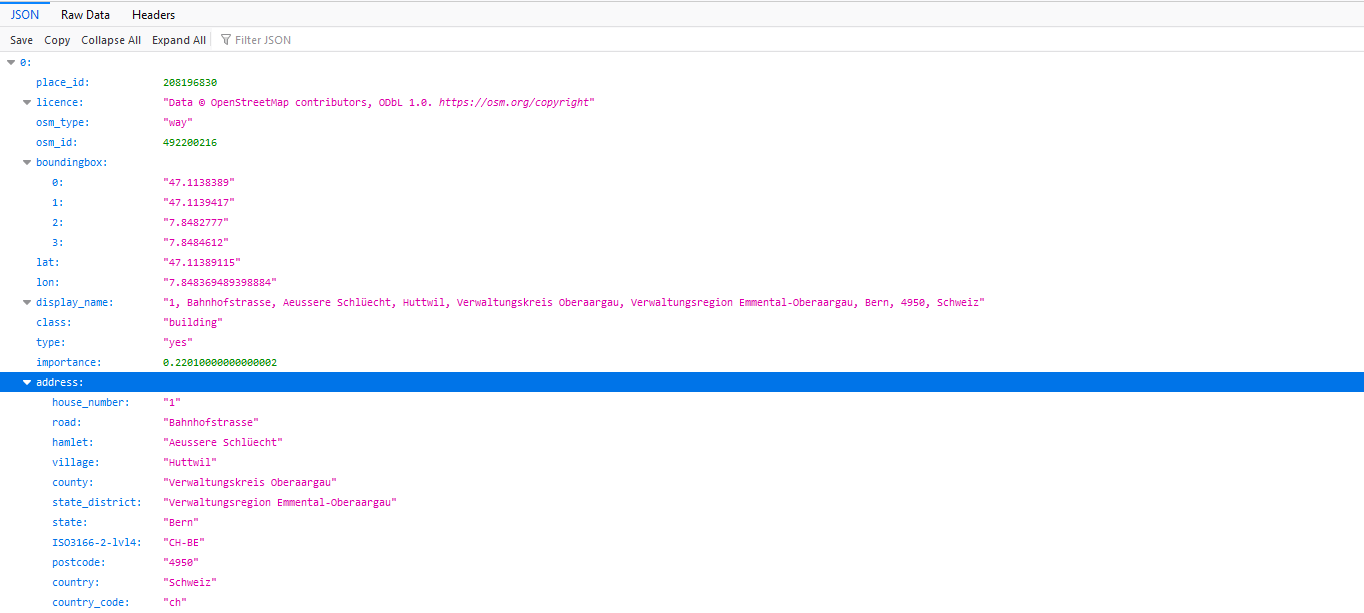 JSON Raw Data Headers
Save Copy Collapse All Expand All Filter JSON
0:
place_id: 208196830
licence: "Data © OpenStreetMap contributors, ODbL 1.0. https://osm.org/copyright"
osm_type: "way"
osm_id: 492200216
boundingbox:
0: "47.1138389"
1: "47.1139417"
2: "7.8482777"
3: "7.8484612"
lat: "47.11389115"
lon: "7.848369489398884"
display_name: "1, Bahnhofstrasse, Aeussere Schlüecht, Huttwil, Verwaltungskreis Oberaargau, Verwaltungsregion Emmental-Oberaargau, Bern, 4950, Schweiz"
class: "building"
type: "yes"
importance: 0.22010000000000002
address:
house_number: "1"
road: "Bahnhofstrasse"
hamlet: "Aeussere Schlüecht"
village: "Huttwil"
county: "Verwaltungskreis Oberaargau"
state_district: "Verwaltungsregion Emmental-Oberaargau"
state: "Bern"
ISO3166-2-lvl4: "CH-BE"
postcode: "4950"
country: "Schweiz"
country_code: "ch"